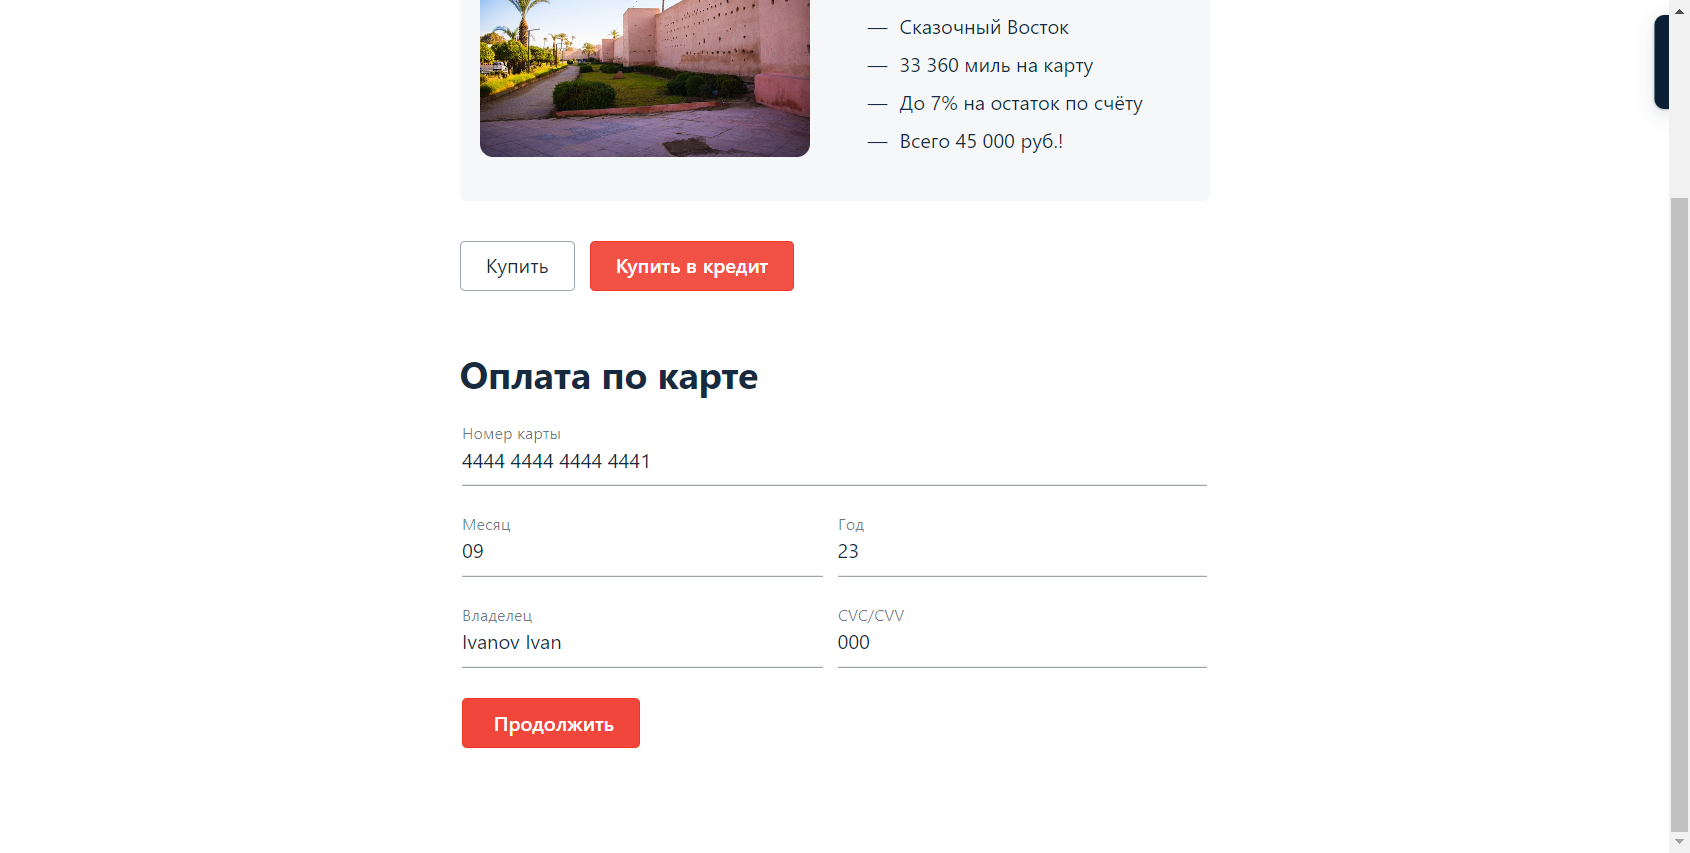 — Сказочный Восток
— 33 360 миль на карту
— До 7% на остаток по счёту
— Всего 45 000 руб.!
Купить
Купить в кредит
Оплата по карте
Номер карты
4444 4444 4444 4441
Месяц
Год
09
23
Владелец
CVC/CVV
Ivanov Ivan
000
Продолжить